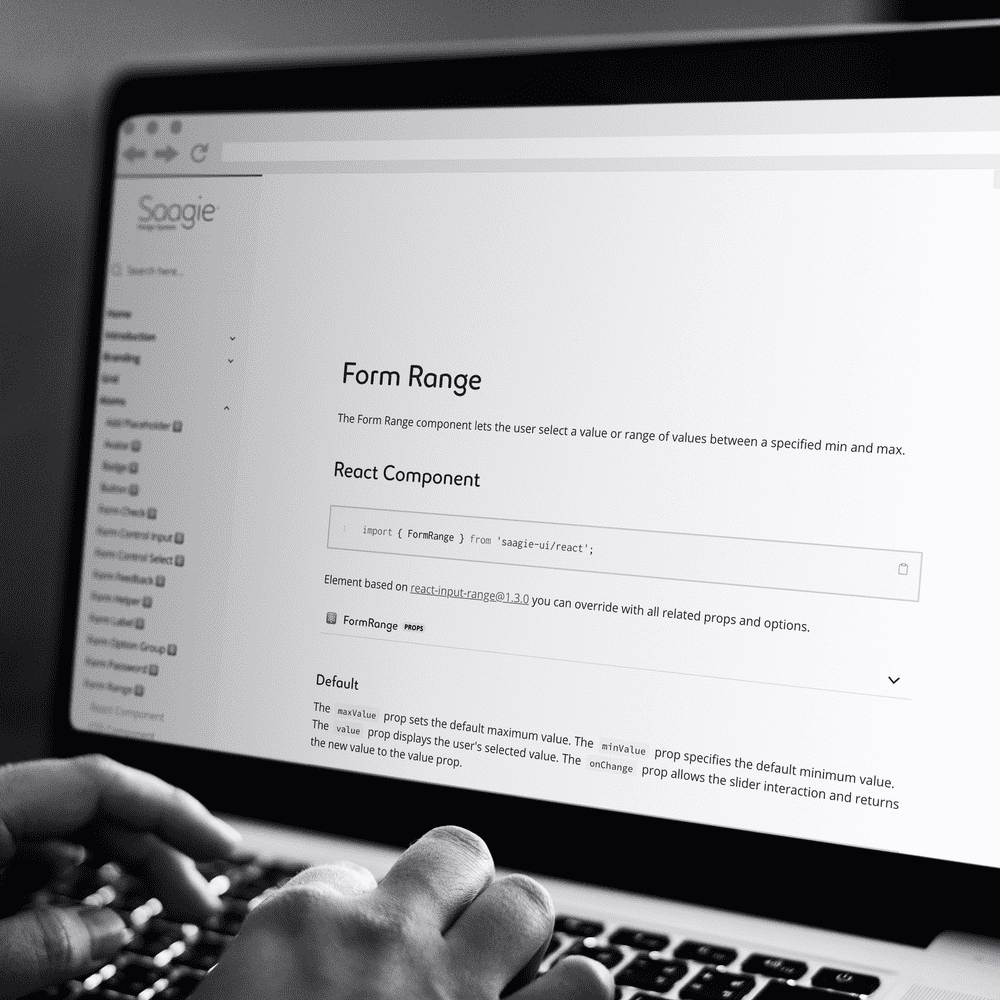 Saagie
Design System
Search here...
Home
Introduction
Branding
Grid
Atoms
Add Placeholder
Avatar
Badge
Button
Form Check
Form Control Input
Form Control Select
Form Feedback
Form Helper
Form Label
Form Option Group
Form Password
Form Range
React Component
Form Range
The Form Range component lets the user select a value or range of values between a specified min and max.
React Component
1 import { FormRange } from 'saagie-ui/react';
Element based on react-input-range@1.3.0 you can override with all related props and options.
FormRange PROPS
Default
The maxValue prop sets the default maximum value. The minValue prop specifies the default minimum value.
The value prop displays the user's selected value. The onChange prop allows the slider interaction and returns
the new value to the value prop.